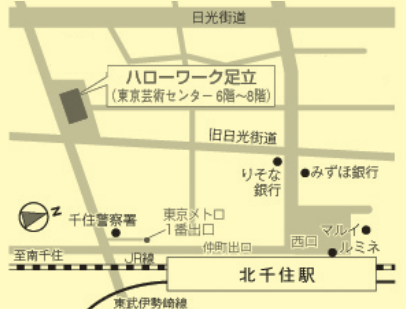 日光街道
ハローワーク足立
(東京芸術センター 6階〜8階)
旧日光街道
りそな
銀行
みずほ銀行
N
千住警察署
東京メトロ
1番出口
仲町出口
西口
マルイ
ルミネ
至南千住
JR線
北千住駅
東武伊勢崎線